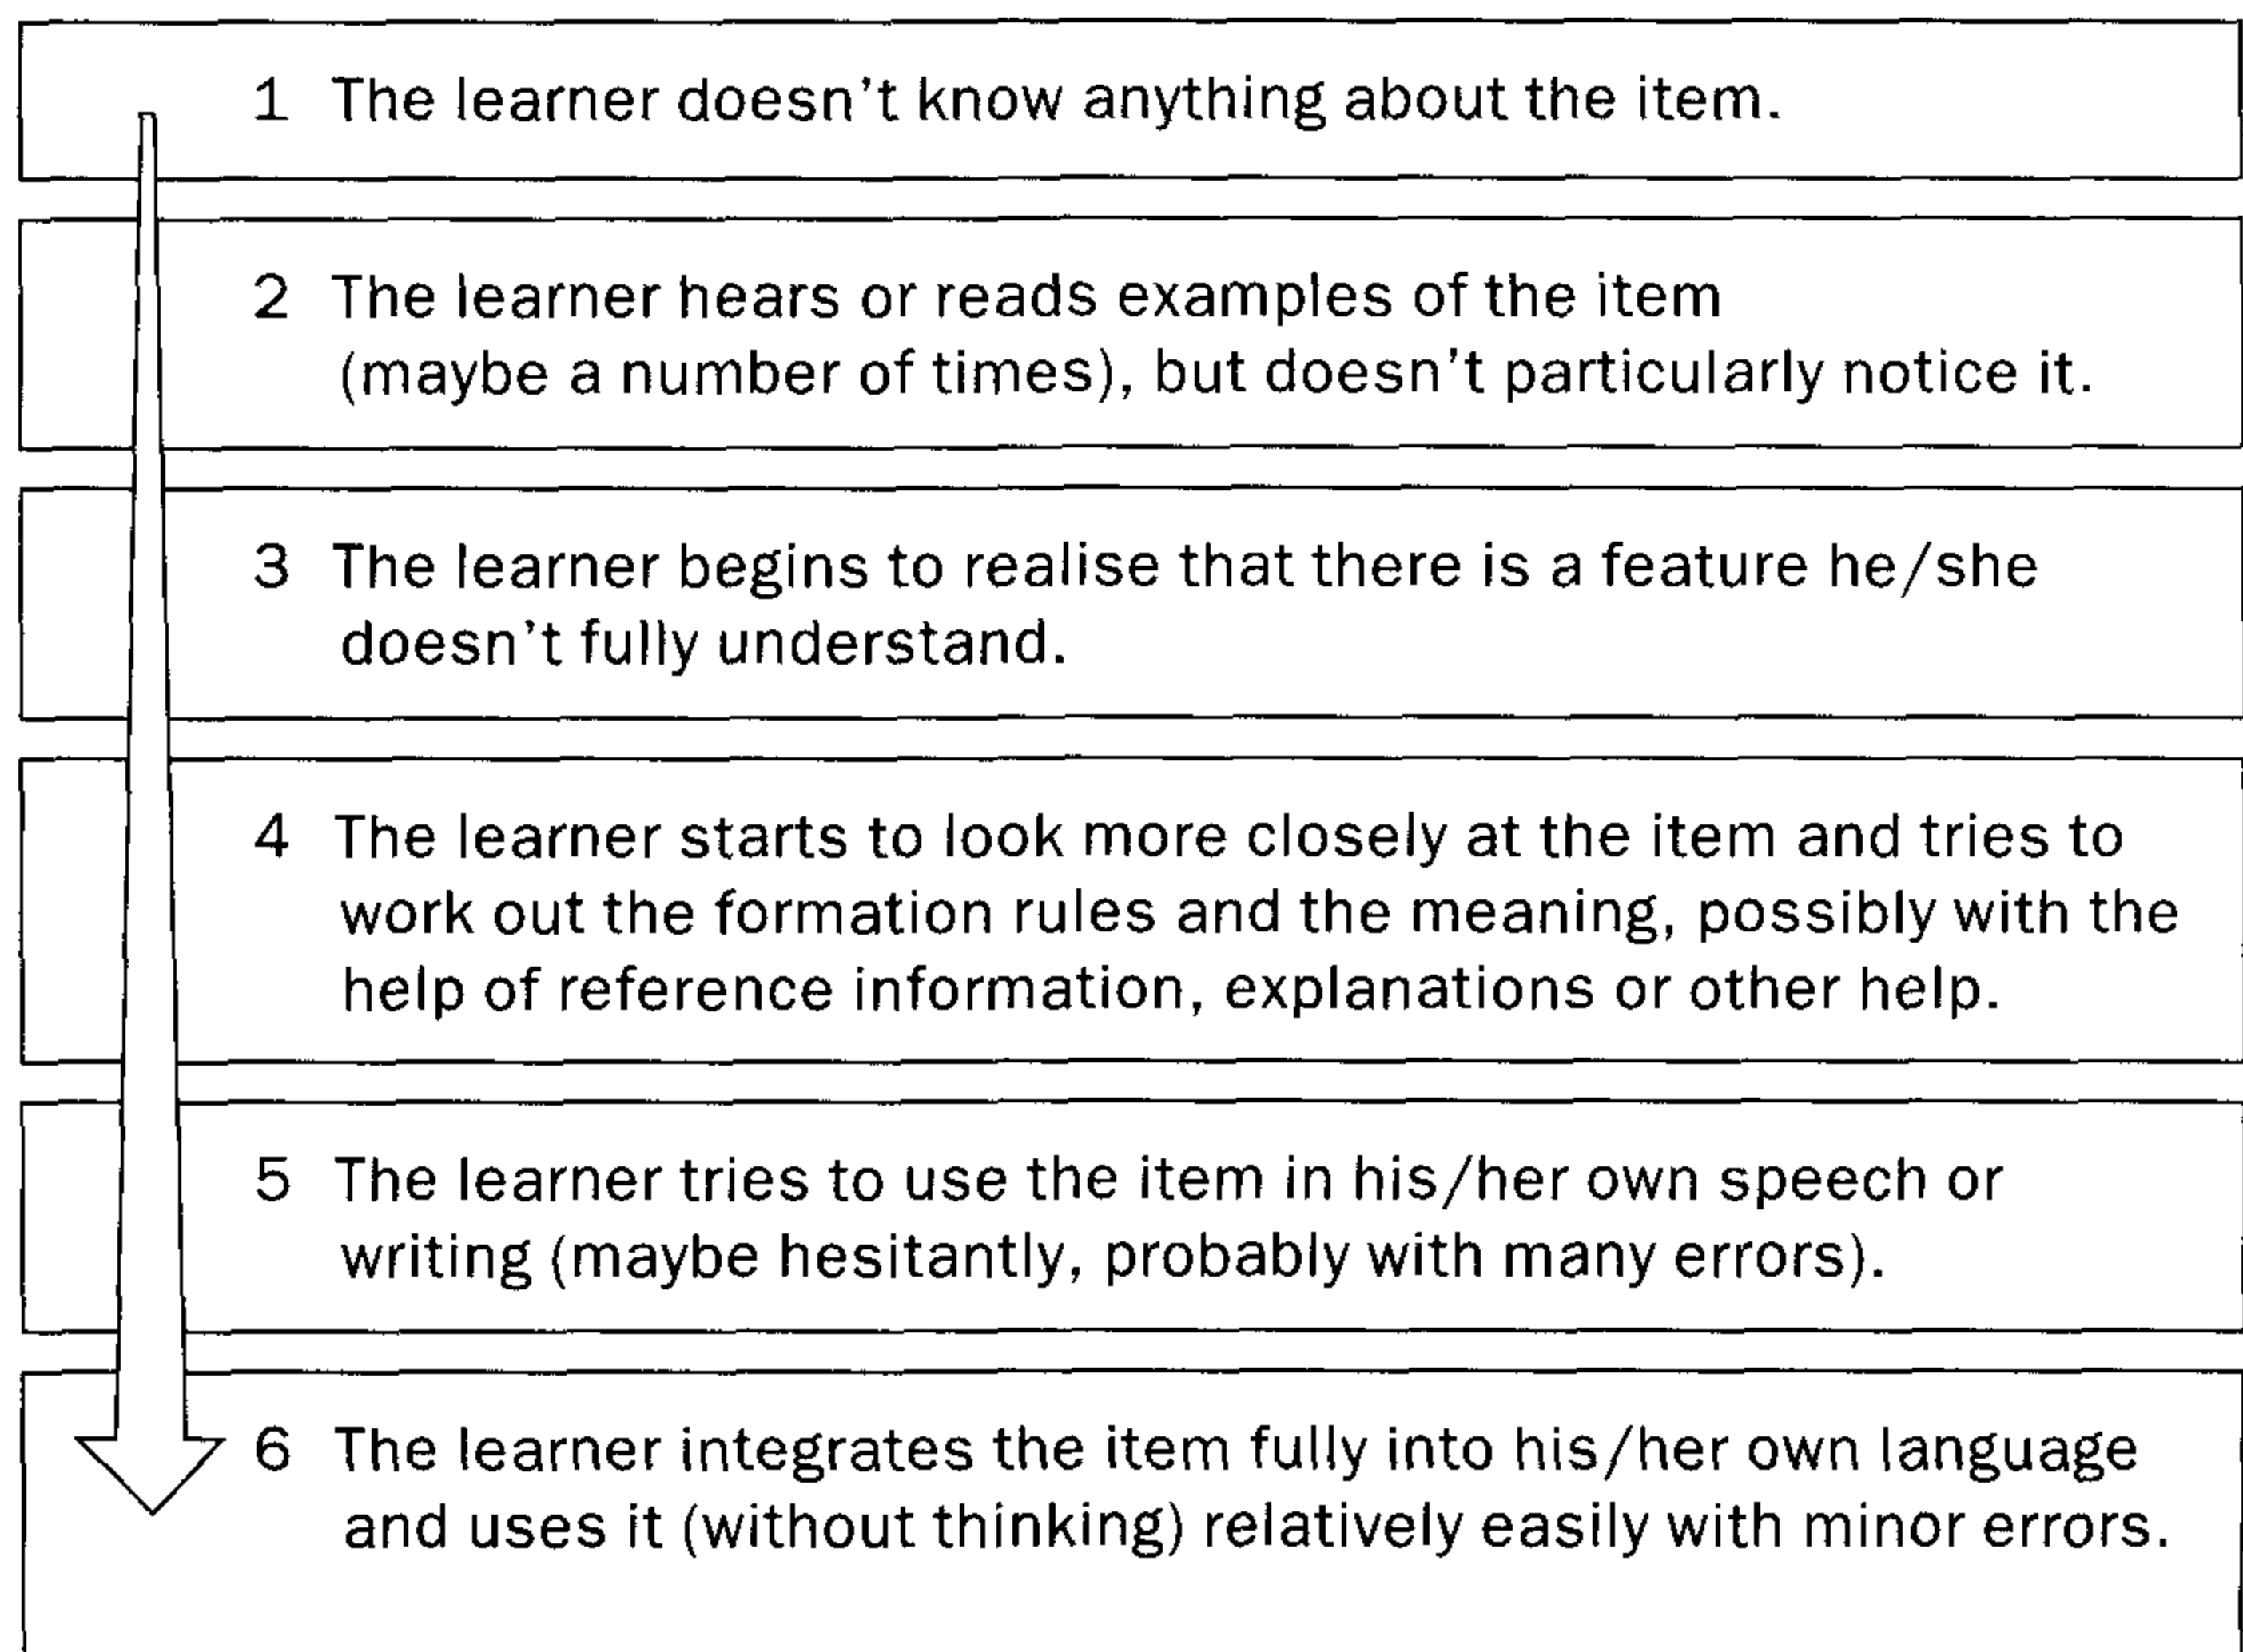 1 The learner doesn't know anything about the item.
2 The learner hears or reads examples of the item
(maybe a number of times), but doesn't particularly notice it.
3 The learner begins to realise that there is a feature he/she
doesn't fully understand.
4 The learner starts to look more closely at the item and tries to
work out the formation rules and the meaning, possibly with the
help of reference information, explanations or other help.
5 The learner tries to use the item in his/her own speech or
writing (maybe hesitantly, probably with many errors).
6 The learner integrates the item fully into his/her own language
and uses it (without thinking) relatively easily with minor errors.